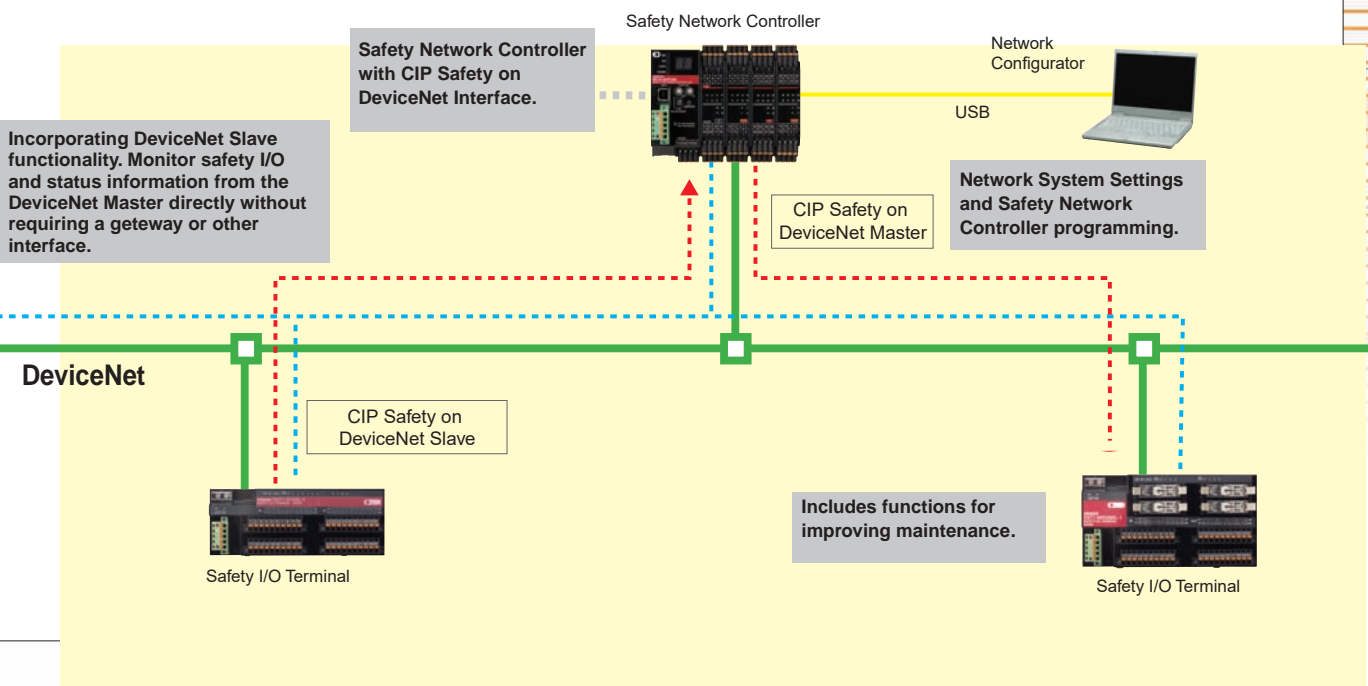 Safety Network Controller
Safety Network Controller
with CIP Safety on
DeviceNet Interface.
Network
Configurator
USB
Incorporating DeviceNet Slave
functionality. Monitor safety I/O
and status information from the
DeviceNet Master directly without
requiring a geteway or other
interface.
Network System Settings
and Safety Network
Controller programming.
CIP Safety on
DeviceNet Master
DeviceNet
CIP Safety on
DeviceNet Slave
Includes functions for
improving maintenance.
Safety I/O Terminal
Safety I/O Terminal